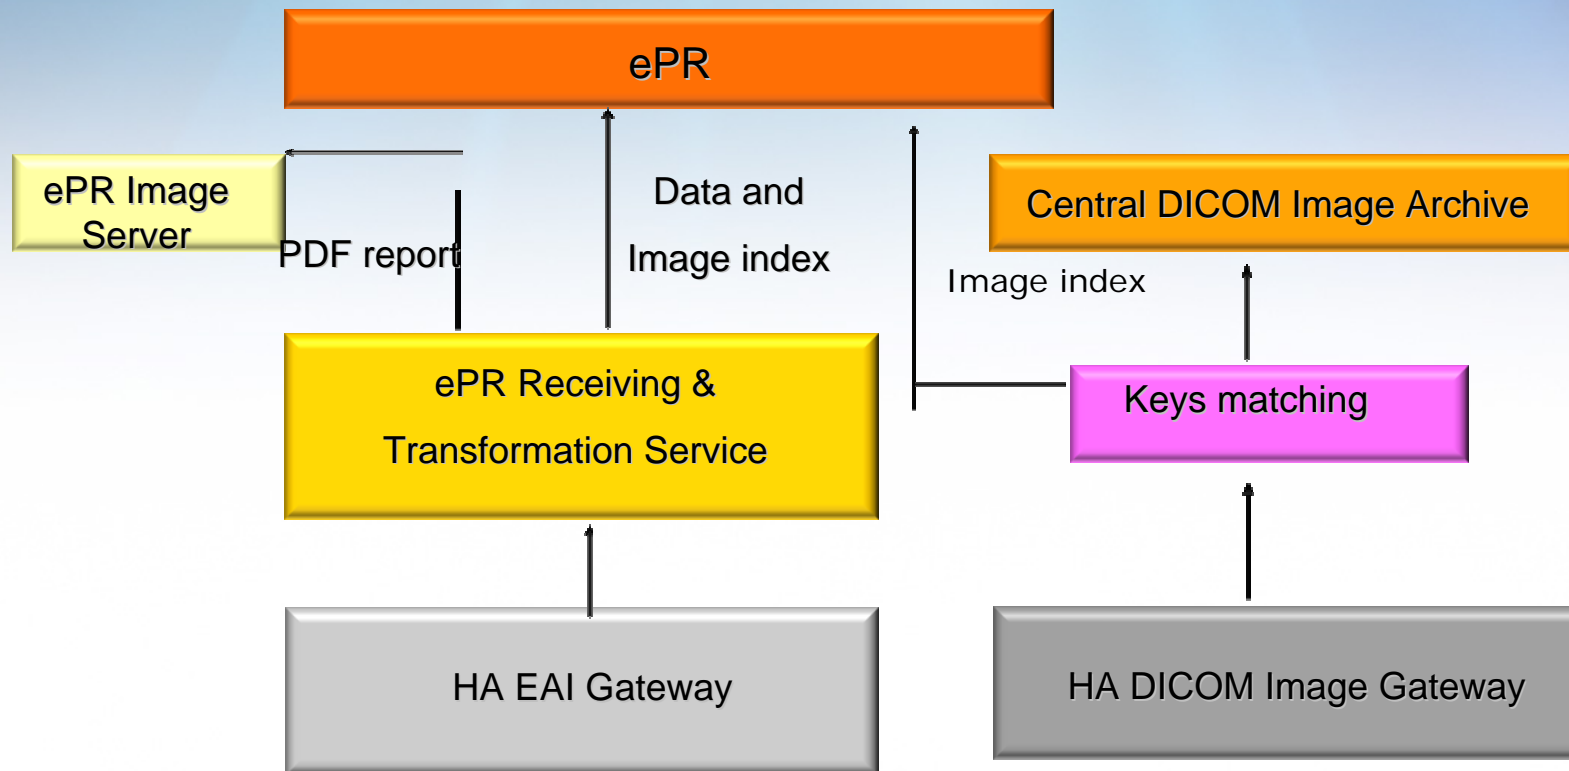 ePR
ePR Image
Server
PDF report
Data and
Image index
Central DICOM Image Archive
Image index
ePR Receiving &
Transformation Service
Keys matching
HA EAI Gateway
HA DICOM Image Gateway